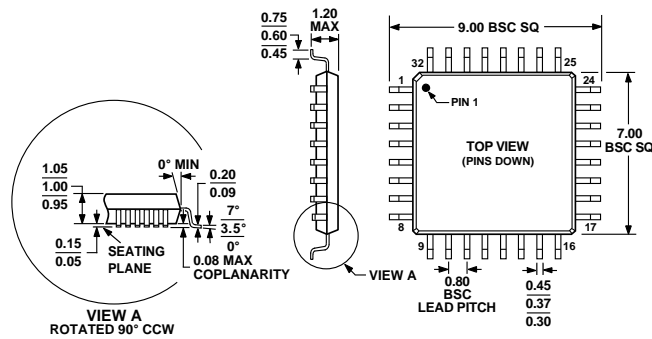 0.75
0.60
0.45
1.20
MAX
9.00 BSC SQ
32
25
1
24
PIN 1
TOP VIEW
(PINS DOWN)
7.00
BSC SQ
8
17
9
16
0.80
BSC
LEAD PITCH
0.45
0.37
0.30
VIEW A
1.05
1.00
0.95
0° MIN
0.20
0.09
7°
3.5°
0°
0.15
0.05
SEATING
PLANE
0.08 MAX
COPLANARITY
VIEW A
ROTATED 90° CCW